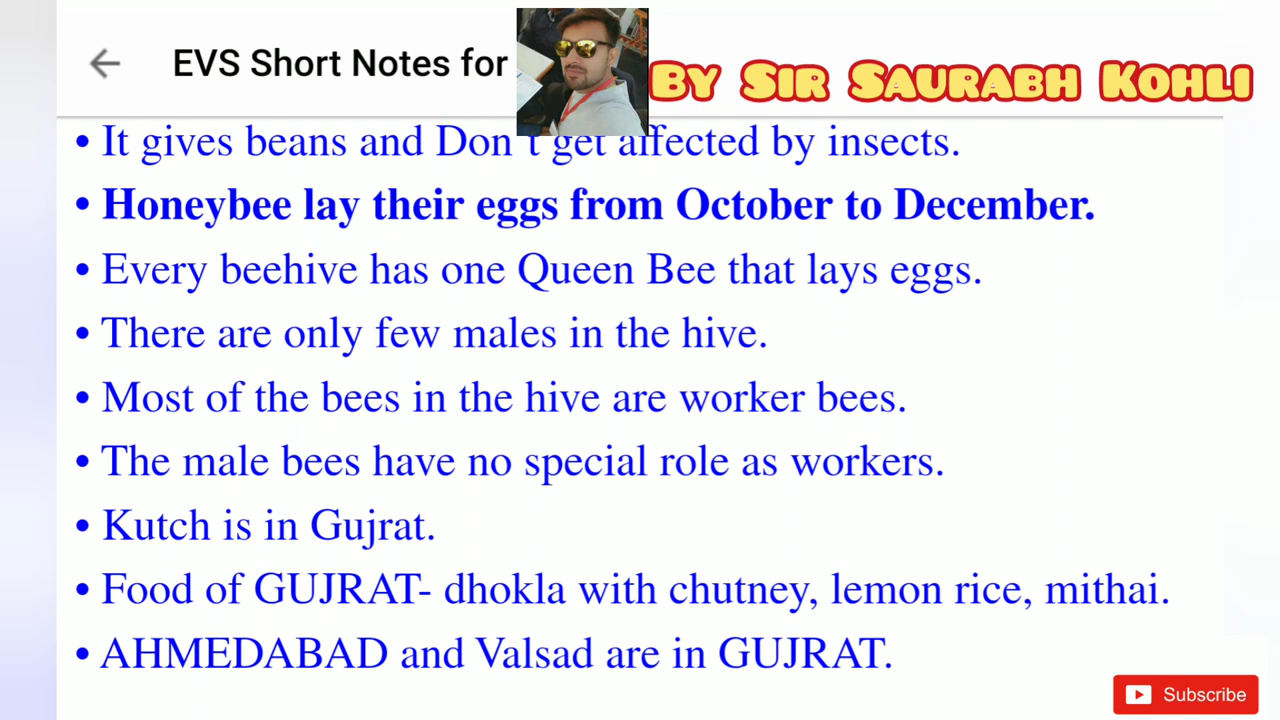 EVS Short Notes for
By Sir Saurabh Kohli
• It gives beans and Don't get affected by insects.
• Honeybee lay their eggs from October to December.
• Every beehive has one Queen Bee that lays eggs.
• There are only few males in the hive.
• Most of the bees in the hive are worker bees.
• The male bees have no special role as workers.
• Kutch is in Gujrat.
• Food of GUJRAT- dhokla with chutney, lemon rice, mithai.
• AHMEDABAD and Valsad are in GUJRAT.
Subscribe